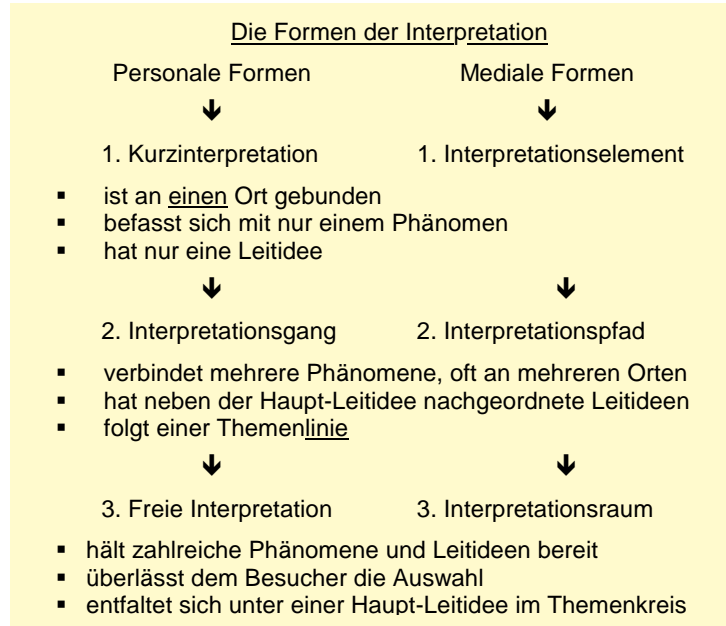 Die Formen der Interpretation
Personale Formen Mediale Formen
1. Kurzinterpretation 1. Interpretationselement
▪ ist an einen Ort gebunden
▪ befasst sich mit nur einem Phänomen
▪ hat nur eine Leitidee
2. Interpretationsgang 2. Interpretationspfad
▪ verbindet mehrere Phänomene, oft an mehreren Orten
▪ hat neben der Haupt-Leitidee nachgeordnete Leitideen
▪ folgt einer Themenlinie
3. Freie Interpretation 3. Interpretationsraum
▪ hält zahlreiche Phänomene und Leitideen bereit
▪ überlässt dem Besucher die Auswahl
▪ entfaltet sich unter einer Haupt-Leitidee im Themenkreis